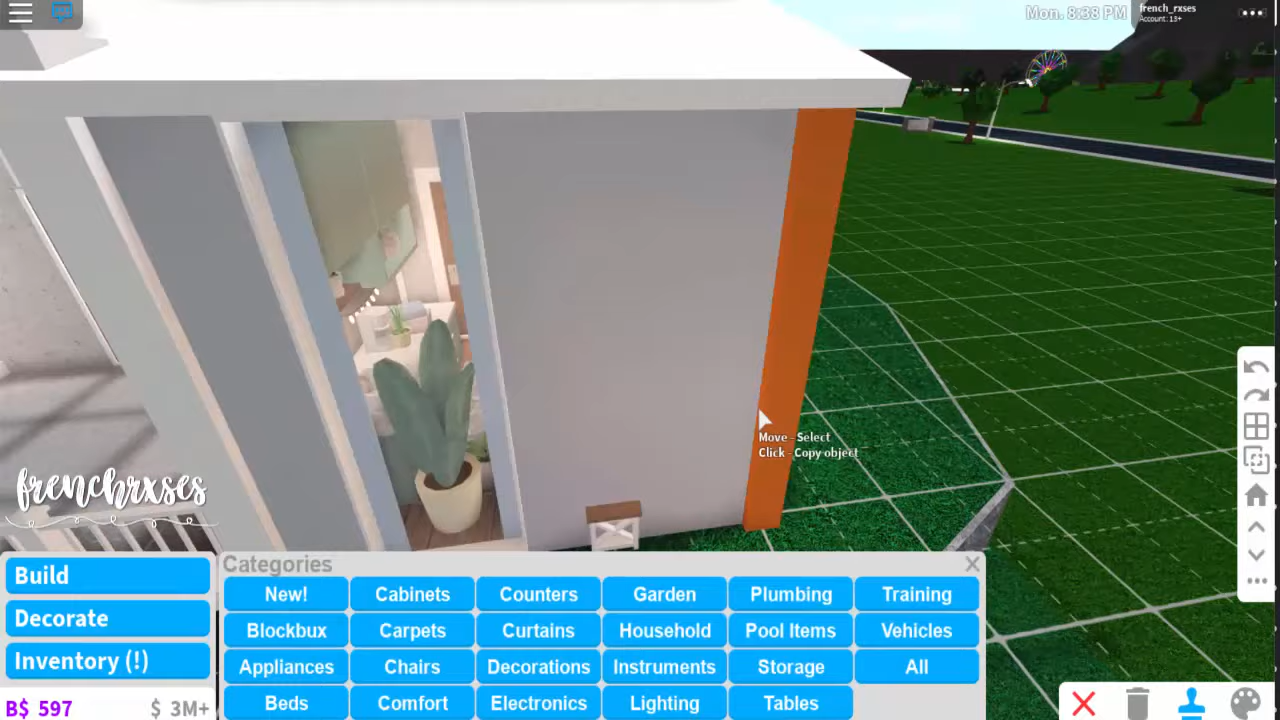 Mon. 8:38 PM
french_rxses
Account: 13+
Move - Select
Click - Copy object
frenchrxses
Build
Decorate
Inventory (!)
B$ 597
$ 3M+
Categories
New! Cabinets Counters Garden Plumbing Training
Blockbux Carpets Curtains Household Pool Items Vehicles
Appliances Chairs Decorations Instruments Storage All
Beds Comfort Electronics Lighting Tables